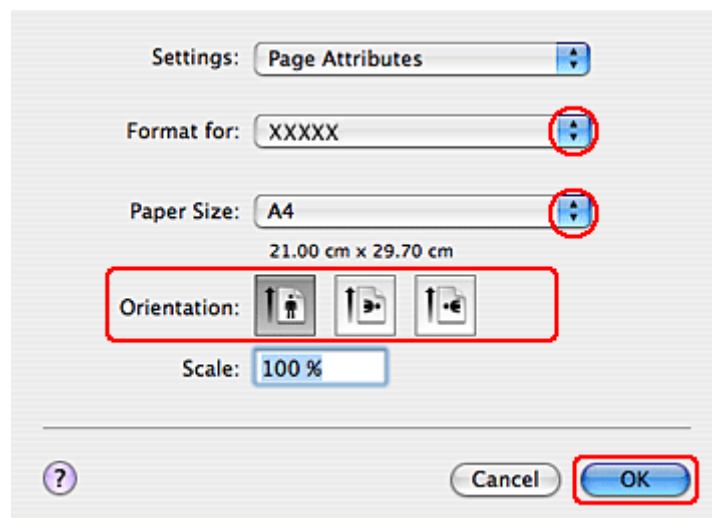 Settings: Page Attributes
Format for: XXXXX
Paper Size: A4
21.00 cm x 29.70 cm
Orientation:
Scale: 100 %
? Cancel OK